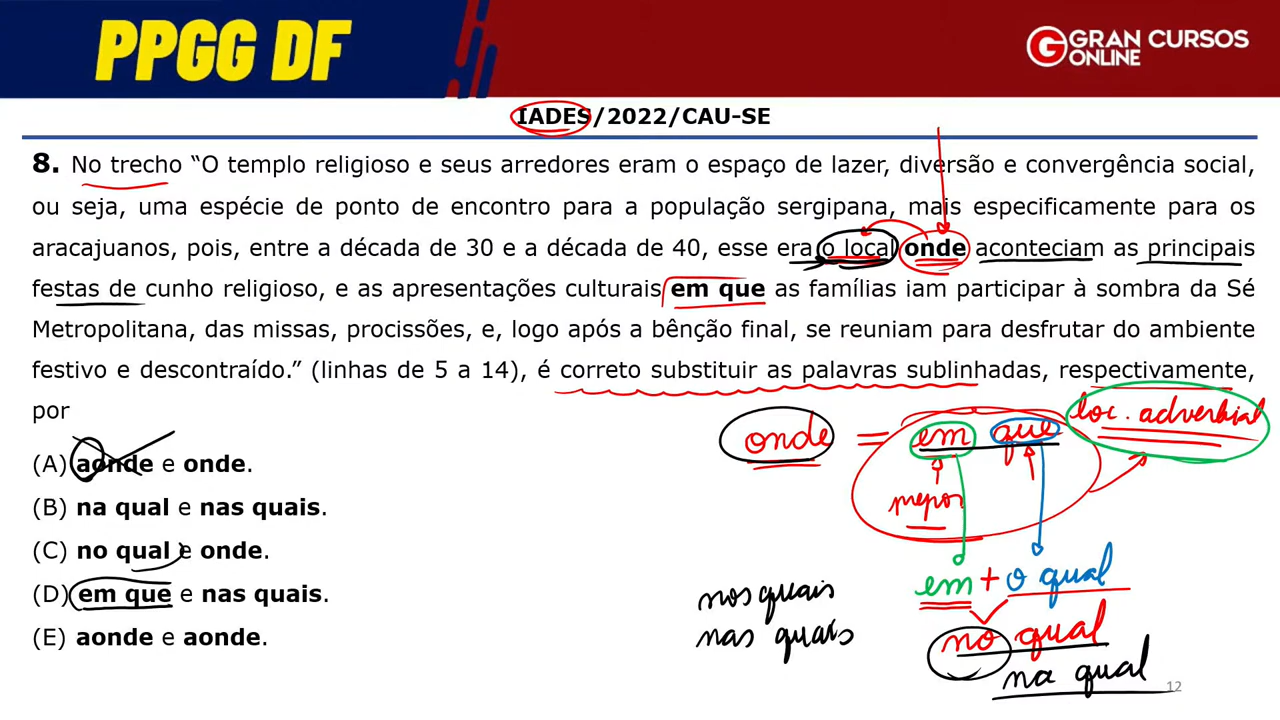 PPGG DF
GRAN CURSOS
ONLINE
IADES/2022/CAU-SE
8. No trecho “O templo religioso e seus arredores eram o espaço de lazer, diversão e convergência social,
ou seja, uma espécie de ponto de encontro para a população sergipana, mais especificamente para os
aracajuanos, pois, entre a década de 30 e a década de 40, esse era o local onde aconteciam as principais
festas de cunho religioso, e as apresentações culturais em que as famílias iam participar à sombra da Sé
Metropolitana, das missas, procissões, e, logo após a bênção final, se reuniam para desfrutar do ambiente
festivo e descontraído.” (linhas de 5 a 14), é correto substituir as palavras sublinhadas, respectivamente,
por
loc. adverbial
onde = em que
(A) aonde e onde.
prepos
(B) na qual e nas quais.
(C) no qual e onde.
em + o qual
(D) em que e nas quais.
nos quais
(E) aonde e aonde.
nas quais
no qual
na qual
12